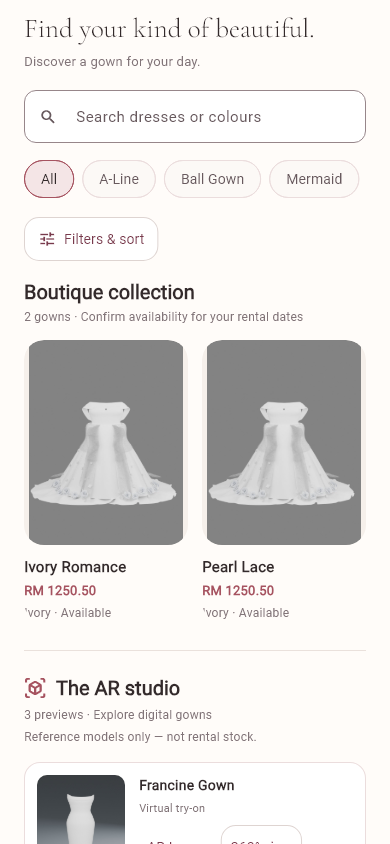 Find your kind of beautiful.
Discover a gown for your day.
Search dresses or colours
All A-Line Ball Gown Mermaid
Filters & sort
Boutique collection
2 gowns · Confirm availability for your rental dates
Ivory Romance Pearl Lace
RM 1250.50 RM 1250.50
'vory · Available 'vory · Available
The AR studio
3 previews · Explore digital gowns
Reference models only — not rental stock.
Francine Gown
Virtual try-on